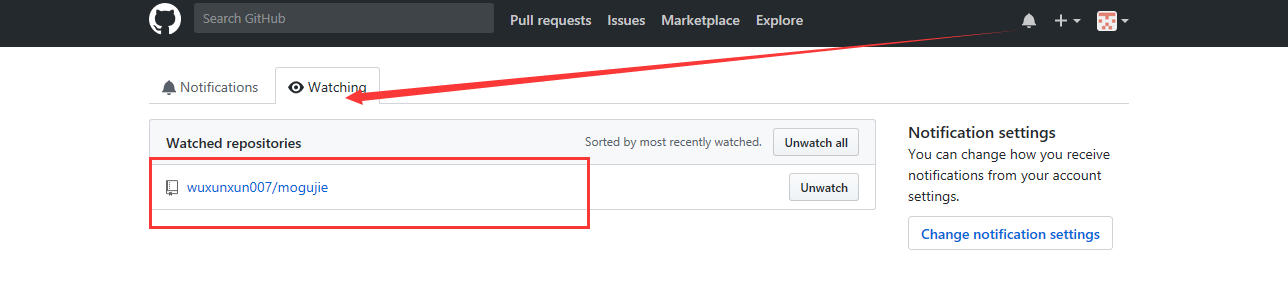 Search GitHub
Pull requests
Issues
Marketplace
Explore
Notifications
Watching
Watched repositories
Sorted by most recently watched.
Unwatch all
wuxunxun007/mogujie
Unwatch
Notification settings
You can change how you receive
notifications from your account
settings.
Change notification settings